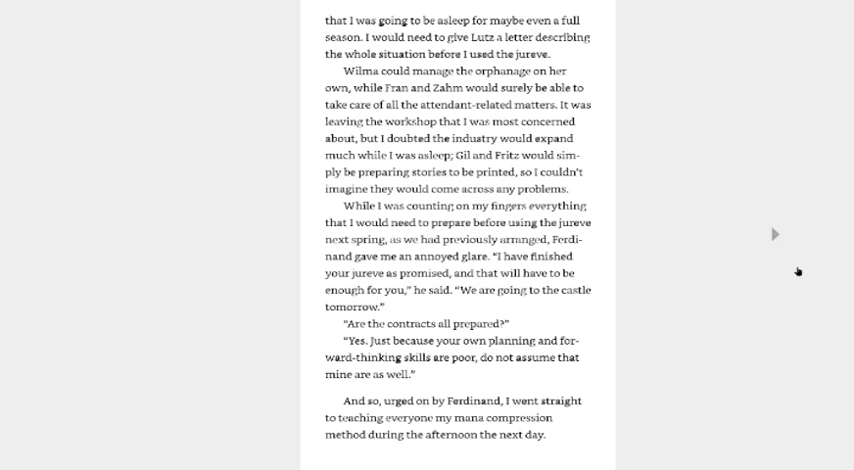 that I was going to be asleep for maybe even a full
season. I would need to give Lutz a letter describing
the whole situation before I used the jureve.
Wilma could manage the orphanage on her
own, while Fran and Zahm would surely be able to
take care of all the attendant-related matters. It was
leaving the workshop that I was most concerned
about, but I doubted the industry would expand
much while I was asleep; Gil and Fritz would sim-
ply be preparing stories to be printed, so I couldn’t
imagine they would come across any problems.
While I was counting on my fingers everything
that I would need to prepare before using the jureve
next spring, as we had previously arranged, Ferdi-
nand gave me an annoyed glare. “I have finished
your jureve as promised, and that will have to be
enough for you,” he said. “We are going to the castle
tomorrow.”
“Are the contracts all prepared?”
“Yes. Just because your own planning and for-
ward-thinking skills are poor, do not assume that
mine are as well.”
And so, urged on by Ferdinand, I went straight
to teaching everyone my mana compression
method during the afternoon the next day.